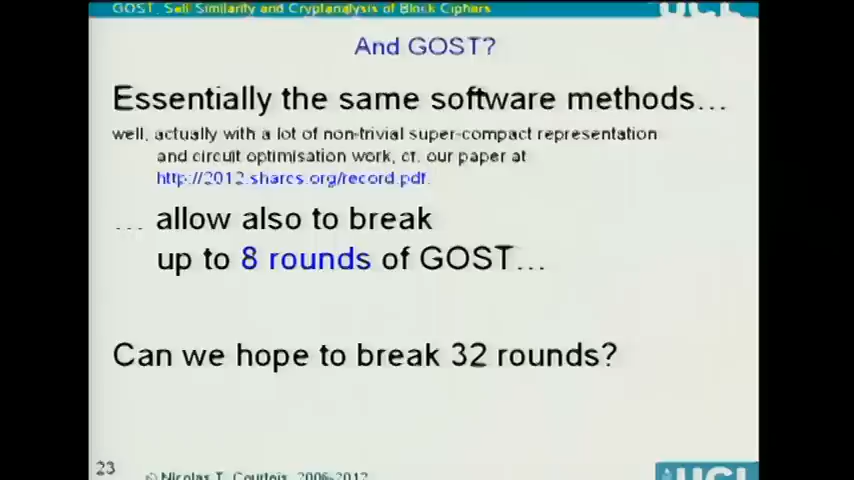 GOST, Self Similarity and Cryptanalysis of Block Ciphers
UCL
And GOST?
Essentially the same software methods…
well, actually with a lot of non-trivial super-compact representation
and circuit optimisation work, cf. our paper at
http://2012.sharcs.org/record.pdf.
… allow also to break
up to 8 rounds of GOST…
Can we hope to break 32 rounds?
23
© Nicolas T. Courtois, 2006-2012
UCL